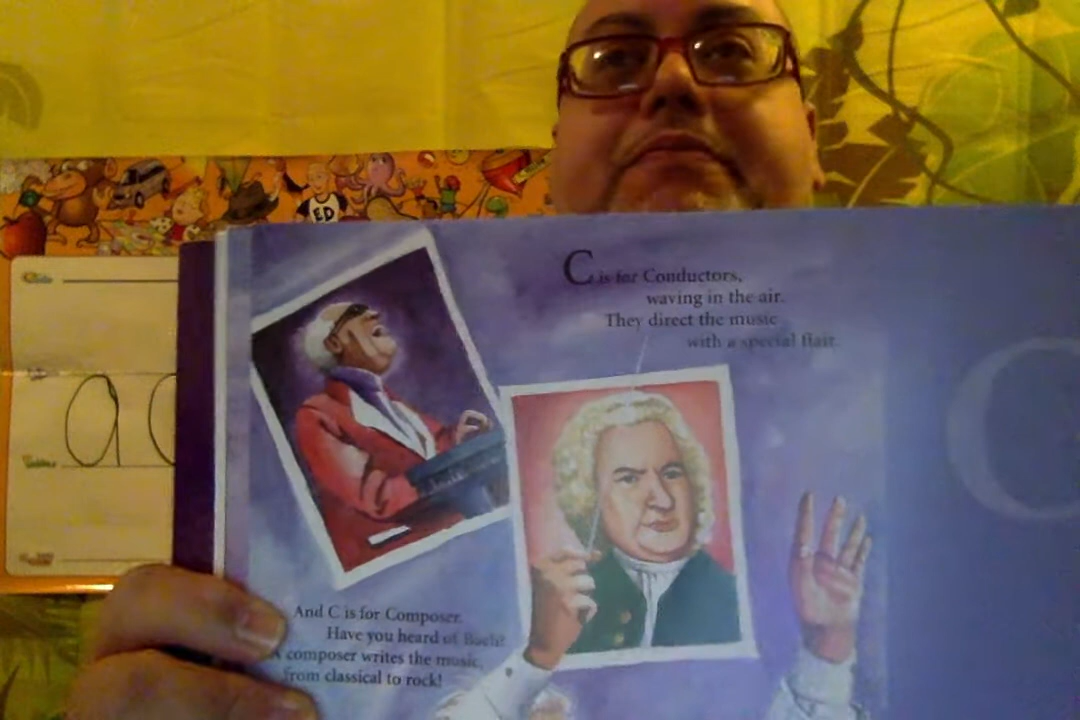 ED
C is for Conductors,
waving in the air.
They direct the music
with a special flair.
C
And C is for Composer.
Have you heard of Bach?
A composer writes the music,
from classical to rock!
a